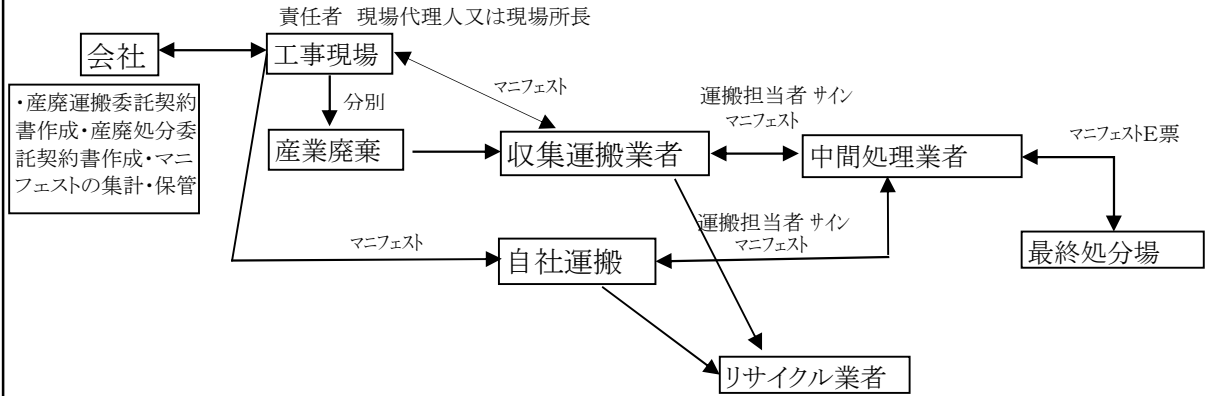 責任者 現場代理人又は現場所長
会社
工事現場
マニフェスト
分別
運搬担当者 サイン
マニフェスト
マニフェストE票
・産廃運搬委託契約
書作成・産廃処分委
託契約書作成・マニ
フェストの集計・保管
産業廃棄
収集運搬業者
中間処理業者
運搬担当者 サイン
マニフェスト
マニフェスト
自社運搬
最終処分場
リサイクル業者